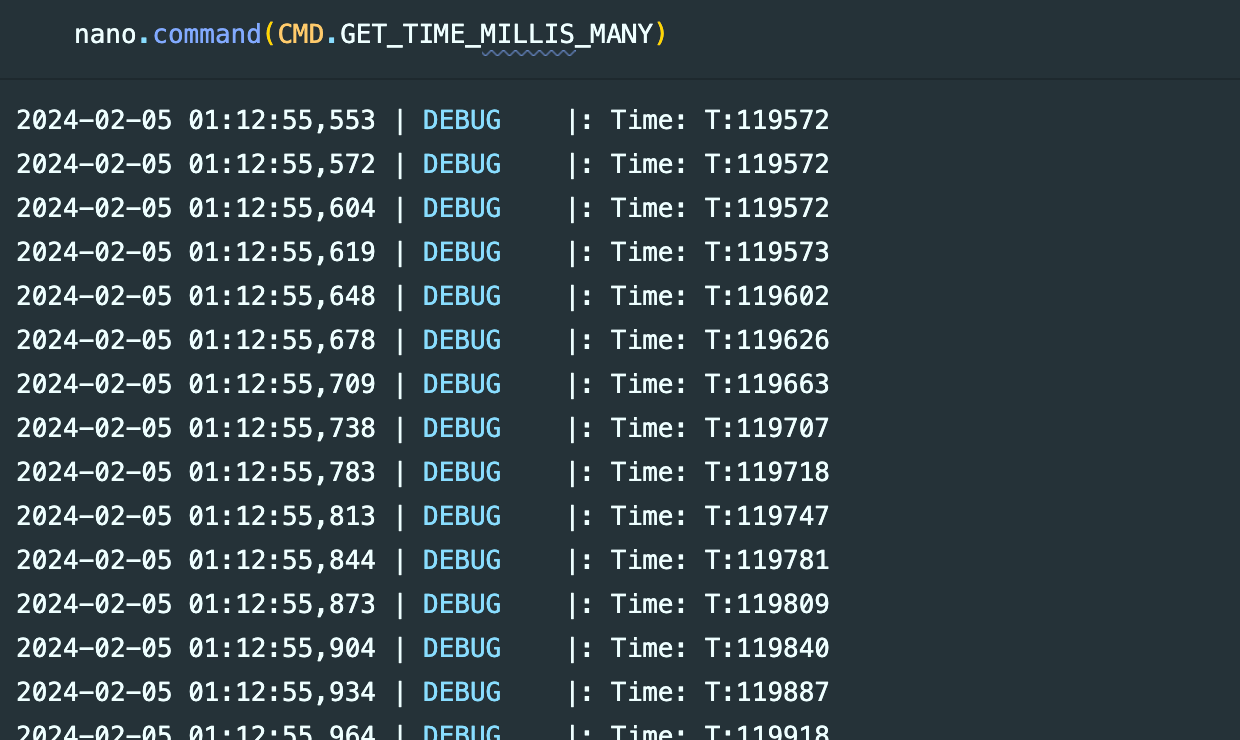 nano.command(CMD.GET_TIME_MILLIS_MANY)
2024-02-05 01:12:55,553 | DEBUG    |: Time: T:119572
2024-02-05 01:12:55,572 | DEBUG    |: Time: T:119572
2024-02-05 01:12:55,604 | DEBUG    |: Time: T:119572
2024-02-05 01:12:55,619 | DEBUG    |: Time: T:119573
2024-02-05 01:12:55,648 | DEBUG    |: Time: T:119602
2024-02-05 01:12:55,678 | DEBUG    |: Time: T:119626
2024-02-05 01:12:55,709 | DEBUG    |: Time: T:119663
2024-02-05 01:12:55,738 | DEBUG    |: Time: T:119707
2024-02-05 01:12:55,783 | DEBUG    |: Time: T:119718
2024-02-05 01:12:55,813 | DEBUG    |: Time: T:119747
2024-02-05 01:12:55,844 | DEBUG    |: Time: T:119781
2024-02-05 01:12:55,873 | DEBUG    |: Time: T:119809
2024-02-05 01:12:55,904 | DEBUG    |: Time: T:119840
2024-02-05 01:12:55,934 | DEBUG    |: Time: T:119887
2024-02-05 01:12:55,964 | DEBUG    |: Time: T:119918